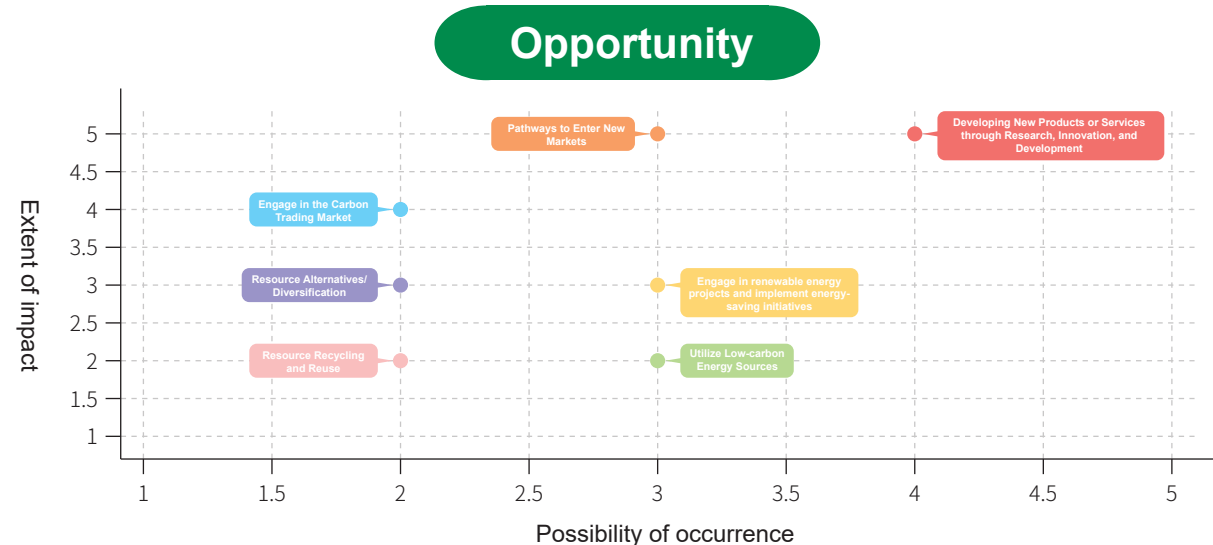 Opportunity
Pathways to Enter New
Markets
Developing New Products or Services
through Research, Innovation, and
Development
Engage in the Carbon
Trading Market
Resource Alternatives/
Diversification
Engage in renewable energy
projects and implement energy-
saving initiatives
Resource Recycling
and Reuse
Utilize Low-carbon
Energy Sources
Extent of impact
5
4.5
4
3.5
3
2.5
2
1.5
1
1
1.5
2
2.5
3
3.5
4
4.5
5
Possibility of occurrence